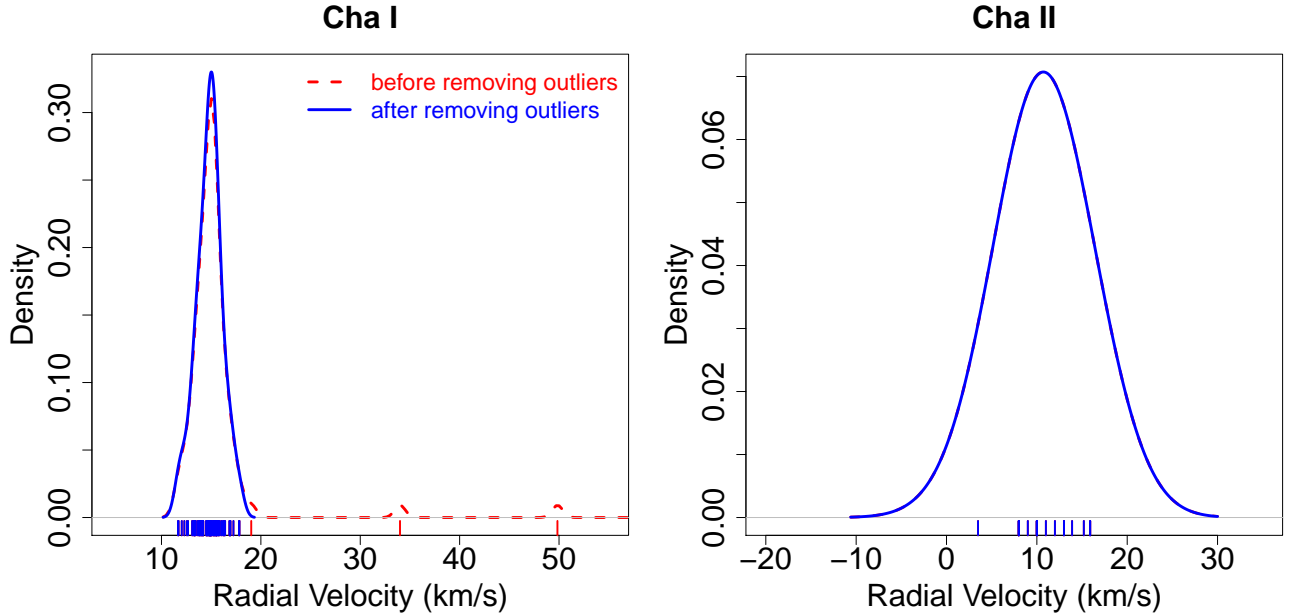 Cha I
before removing outliers
after removing outliers
Density
0.00
0.10
0.20
0.30
10 20 30 40 50
Radial Velocity (km/s)
Cha II
Density
0.00
0.02
0.04
0.06
−20 −10 0 10 20 30
Radial Velocity (km/s)